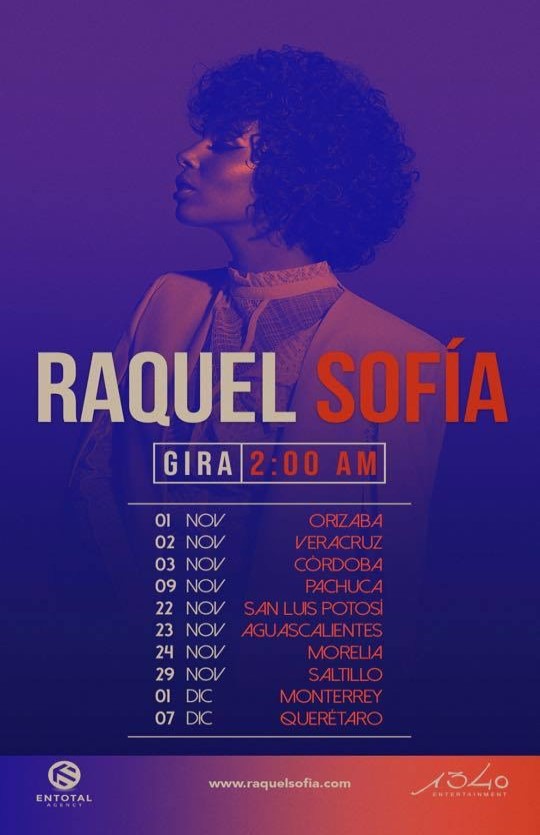 RAQUEL SOFÍA
GIRA 2:00 AM
01 NOV ORIZABA
02 NOV VERACRUZ
03 NOV CÓRDOBA
09 NOV PACHUCA
22 NOV SAN LUIS POTOSÍ
23 NOV AGUASCALIENTES
24 NOV MORELIA
29 NOV SALTILLO
01 DIC MONTERREY
07 DIC QUERÉTARO
ENTOTAL
AGENCY
www.raquelsofia.com
1340
ENTERTAINMENT